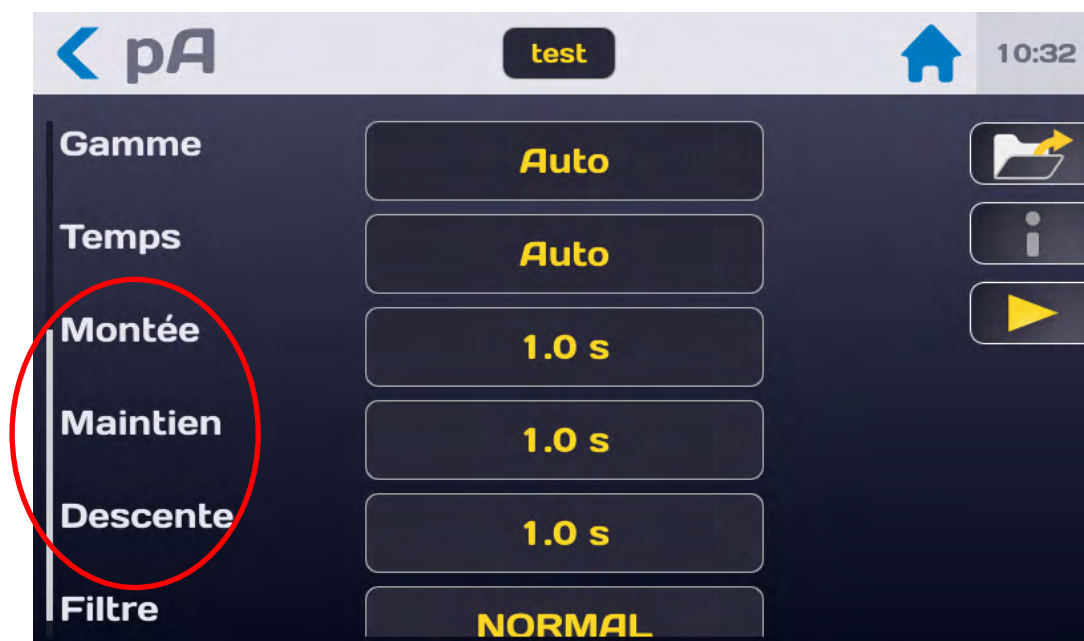 pA test 10:32
Gamme Auto
Temps Auto
Montée 1.0 s
Maintien 1.0 s
Descente 1.0 s
Filtre NORMAL